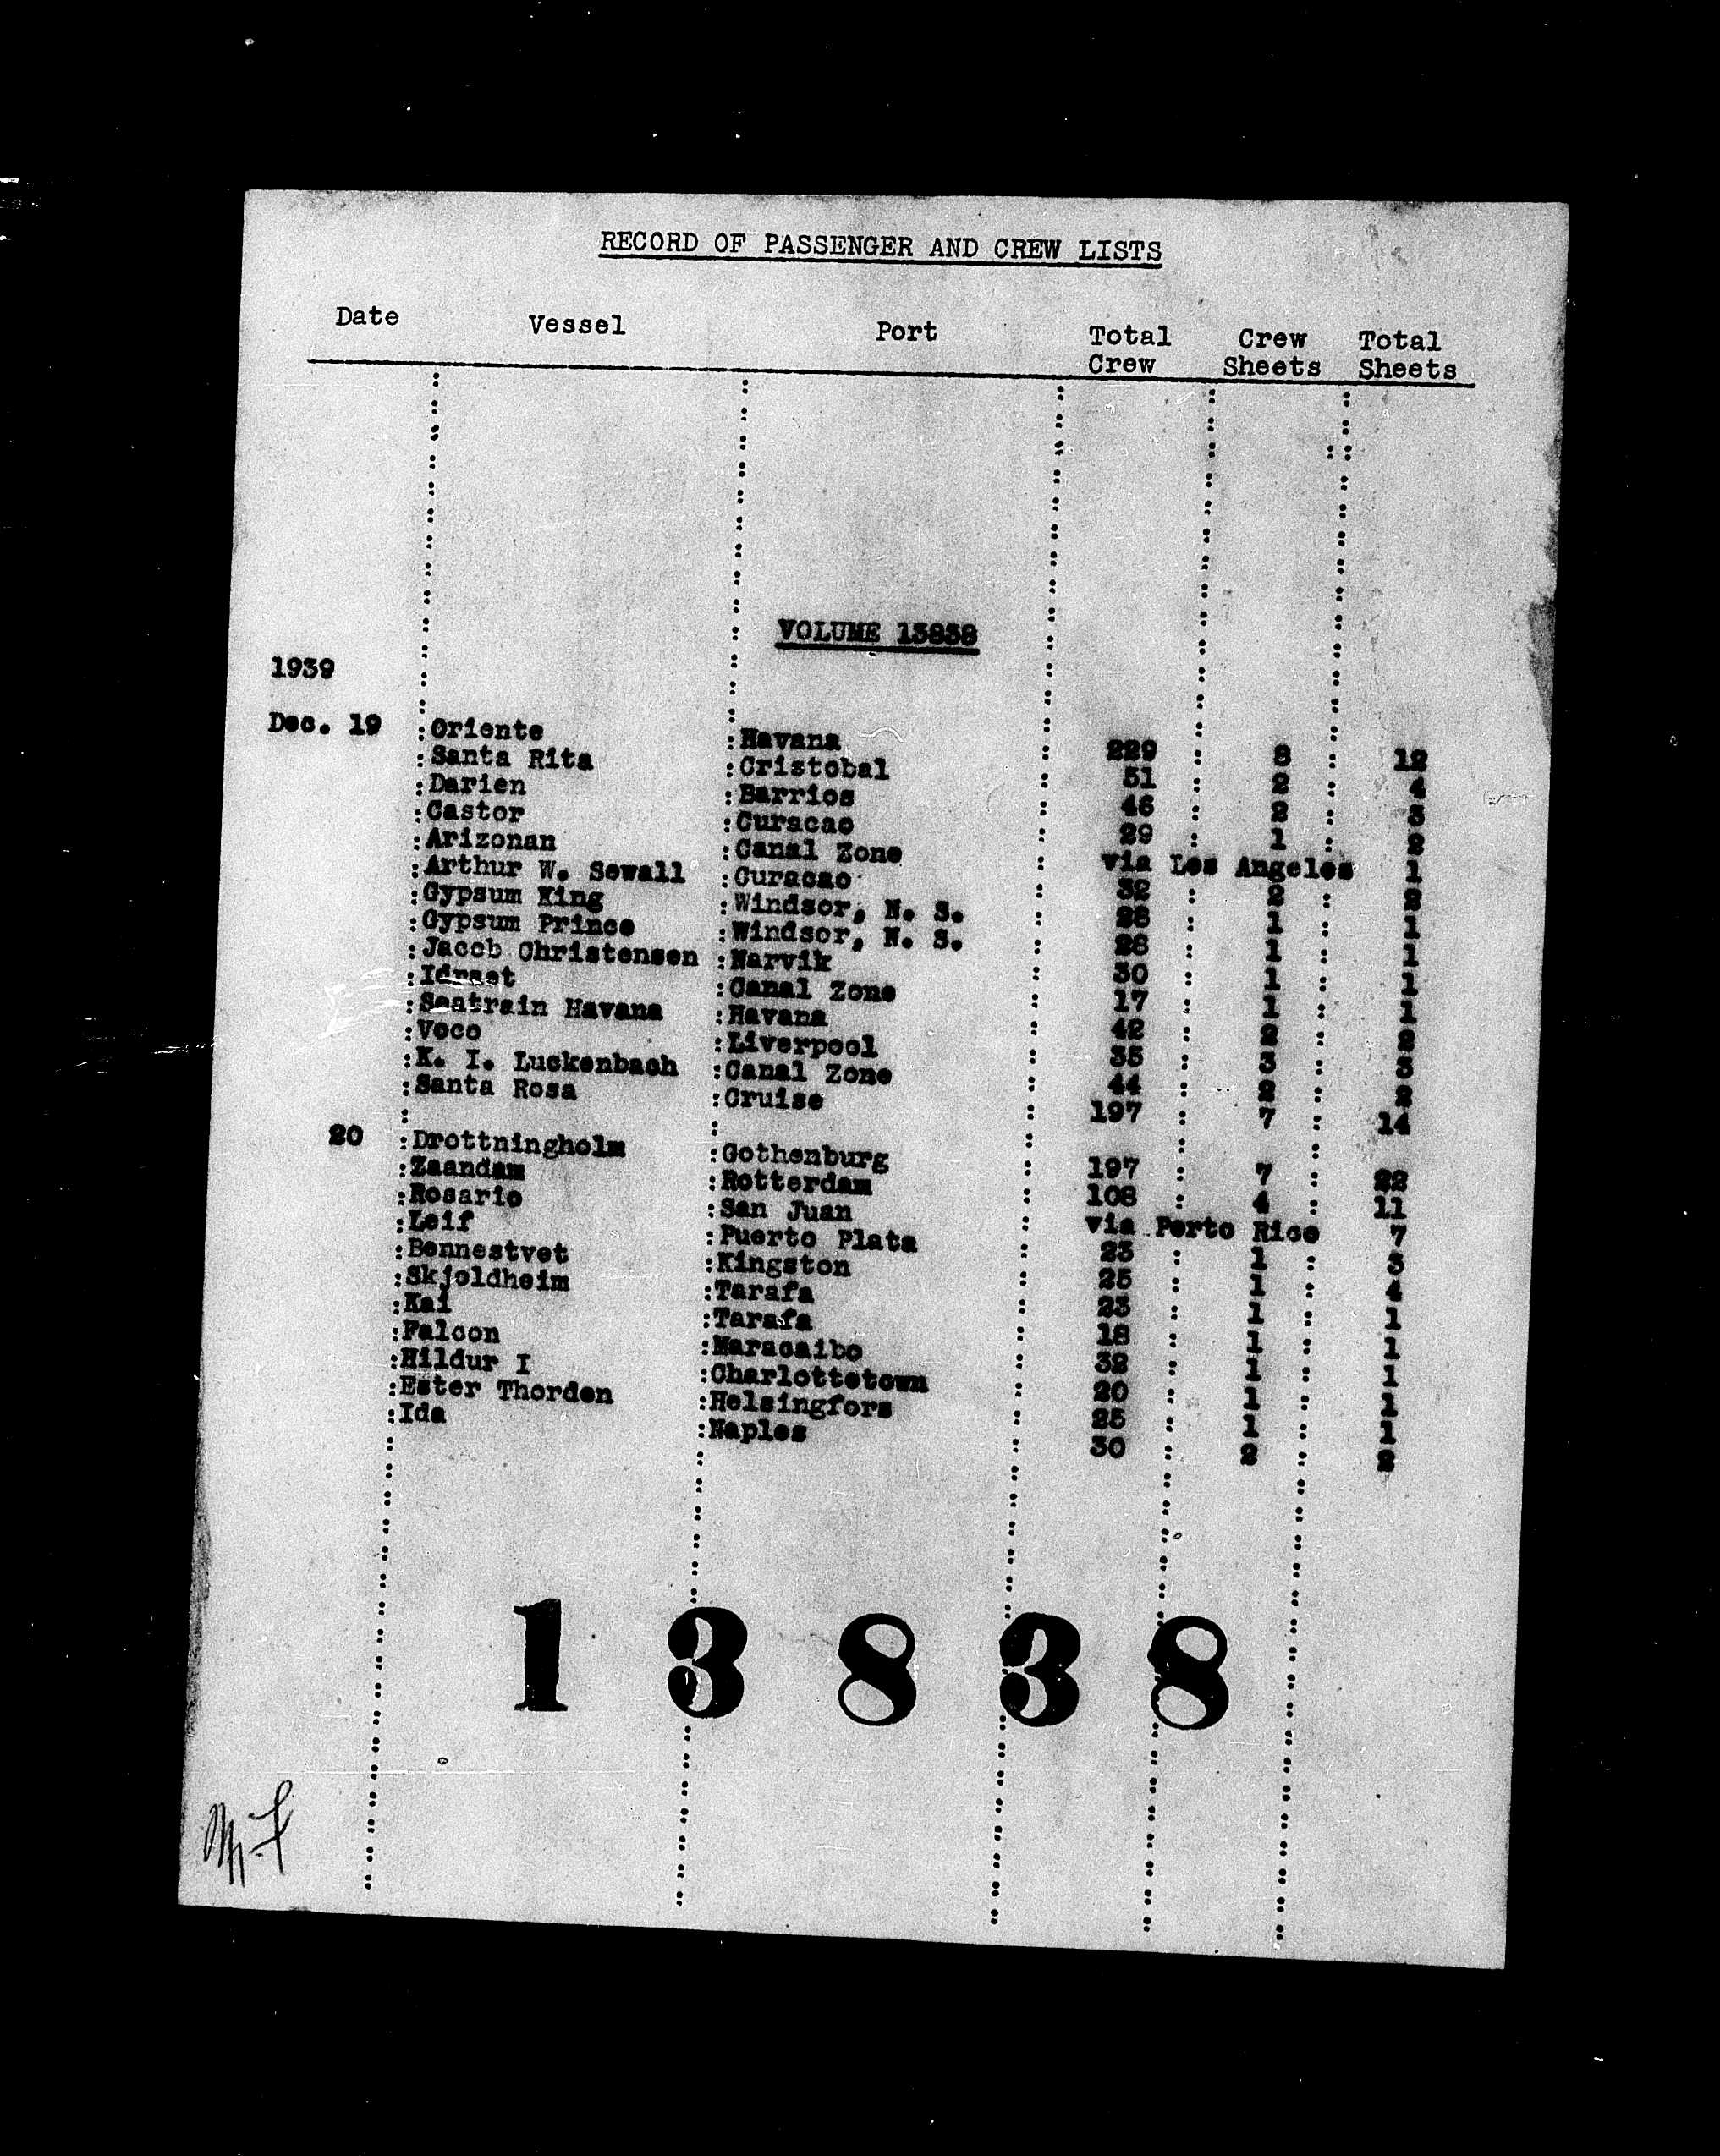 RECORD OF PASSENGER AND CREW LISTS
Date Vessel Port Total Crew Crew Sheets Total Sheets
VOLUME 13838
1939
Dec. 19 :Oriente :Havana 229 : 8 : 12
:Santa Rita :Cristobal : 51 : 2 : 4
:Darien :Barrios : 46 : 2 : 3
:Castor :Curacao : 29 : 1 : 2
:Arizonan :Canal Zone : via Los Angeles 1
:Arthur W. Sewall :Curacao : 32 : 2 : 2
:Gypsum King :Windsor, N. S. : 28 : 1 : 1
:Gypsum Prince :Windsor, N. S. : 28 : 1 : 1
:Jacob Christensen :Narvik : 30 : 1 : 1
:Idraet :Canal Zone : 17 : 1 : 1
:Seatrain Havana :Havana : 42 : 2 : 2
:Voco :Liverpool : 35 : 3 : 3
:K. I. Luckenbach :Canal Zone : 44 : 2 : 2
:Santa Rosa :Cruise : 197 : 7 : 14
20 :Drottningholm :Gothenburg : 197 : 7 : 22
:Zaandam :Rotterdam : 108 : 4 : 11
:Rosario :San Juan : via Porto Rico 7
:Leif :Puerto Plata : 23 : 1 : 3
:Bennestvet :Kingston : 25 : 1 : 4
:Skjoldheim :Tarafa : 23 : 1 : 1
:Kai :Tarafa : 18 : 1 : 1
:Falcon :Maracaibo : 32 : 1 : 1
:Hildur I :Charlottetown : 20 : 1 : 1
:Ester Thorden :Helsingfors : 25 : 1 : 1
:Ida :Naples : 30 : 2 : 2
13838